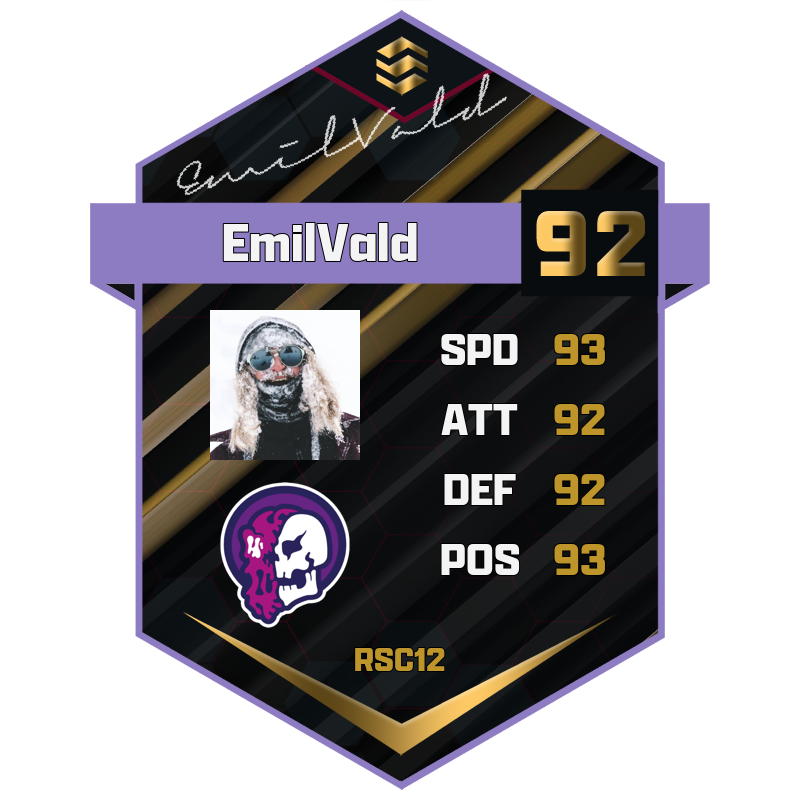 EmilVald
EmilVald 92
SPD 93
ATT 92
DEF 92
POS 93
RSC12